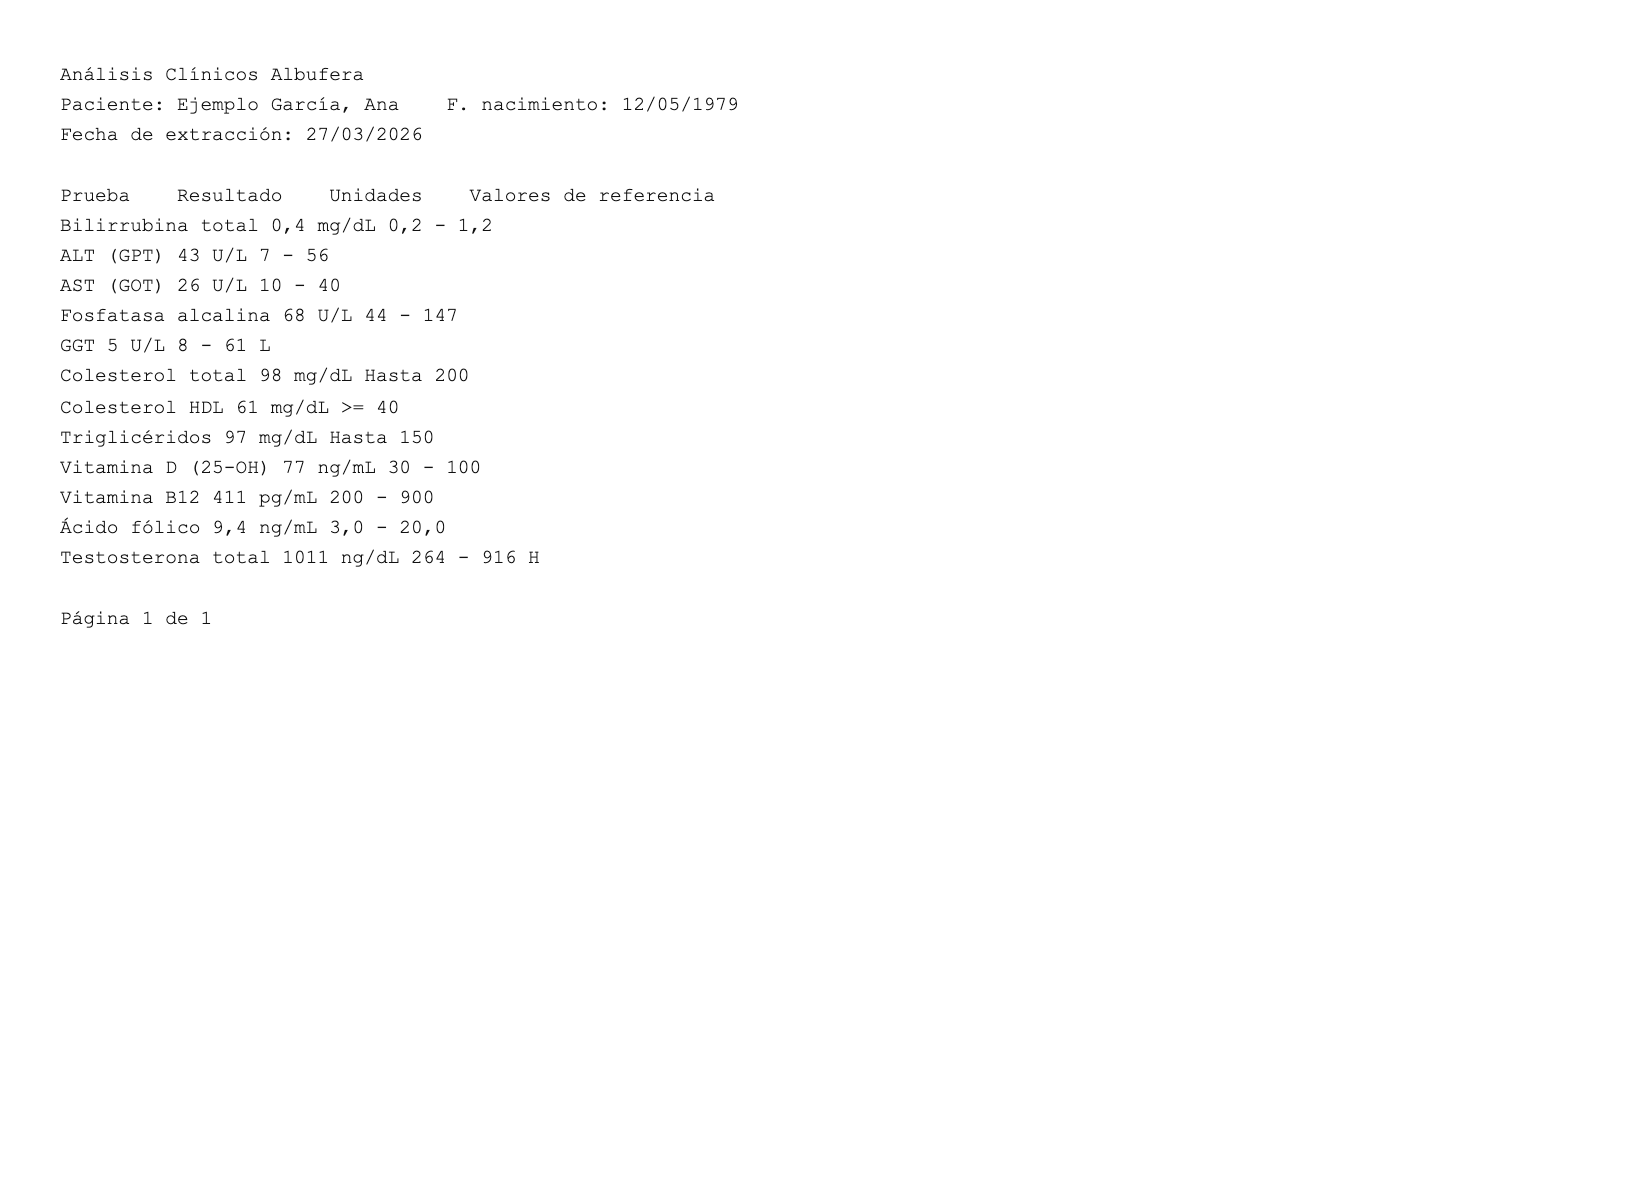 Análisis Clínicos Albufera
Paciente: Ejemplo García, Ana    F. nacimiento: 12/05/1979
Fecha de extracción: 27/03/2026
Prueba    Resultado    Unidades    Valores de referencia
Bilirrubina total 0,4 mg/dL 0,2 - 1,2
ALT (GPT) 43 U/L 7 - 56
AST (GOT) 26 U/L 10 - 40
Fosfatasa alcalina 68 U/L 44 - 147
GGT 5 U/L 8 - 61 L
Colesterol total 98 mg/dL Hasta 200
Colesterol HDL 61 mg/dL >= 40
Triglicéridos 97 mg/dL Hasta 150
Vitamina D (25-OH) 77 ng/mL 30 - 100
Vitamina B12 411 pg/mL 200 - 900
Ácido fólico 9,4 ng/mL 3,0 - 20,0
Testosterona total 1011 ng/dL 264 - 916 H
Página 1 de 1